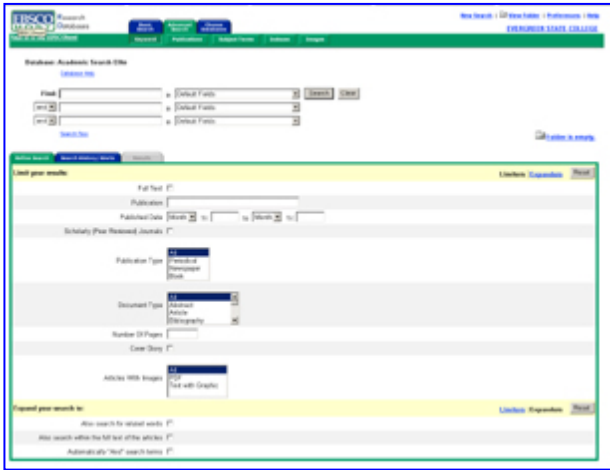 EBSCO Research
HOST Databases
Basic Search Advanced Search Choose Databases
New Search | View Folder | Preferences | Help
EVERGREEN STATE COLLEGE
Keyword Publications Subject Terms Indexes Images
Database: Academic Search Elite
Database Help
Find: in Default Fields Search Clear
and in Default Fields
and in Default Fields
Search Tips
Folder is empty.
Refine Search Search History/Alerts Results
Limit your results: Limiters Expanders Reset
Full Text
Publication
Published Date Month Yr: to Month Yr:
Scholarly (Peer Reviewed) Journals
Publication Type All
Periodical
Newspaper
Book
Document Type All
Abstract
Article
Bibliography
Number Of Pages
Cover Story
Articles With Images All
PDF
Text with Graphic
Expand your search to: Limiters Expanders Reset
Also search for related words
Also search within the full text of the articles
Automatically "And" search terms